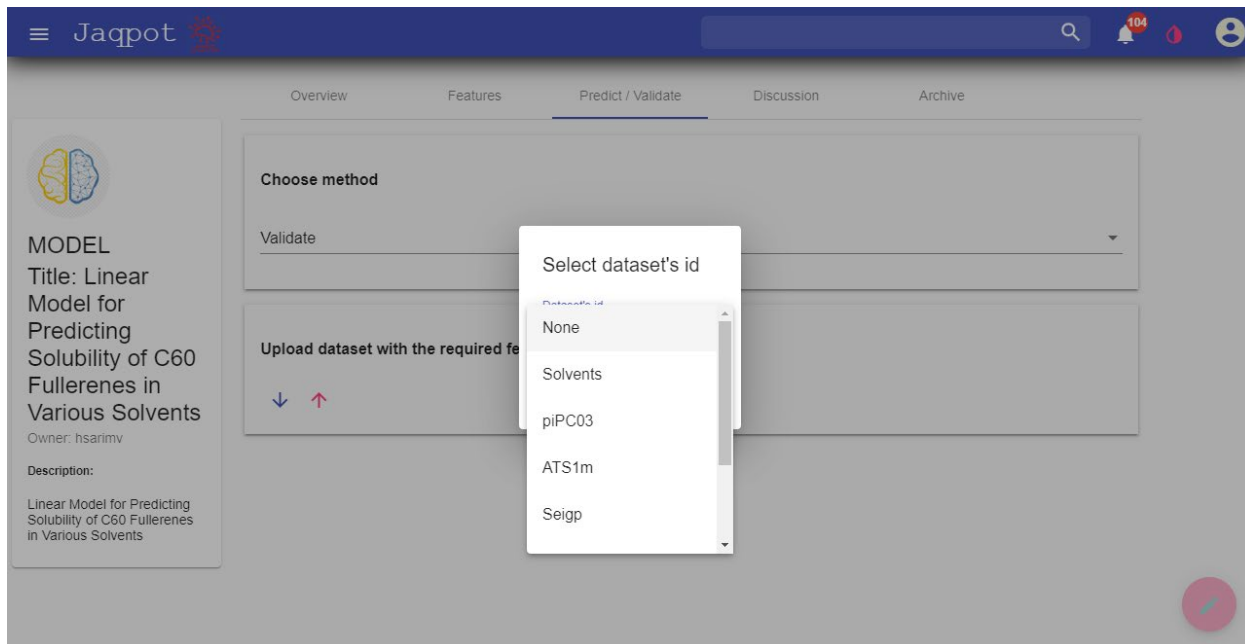 Jaqpot
104
Overview
Features
Predict / Validate
Discussion
Archive
MODEL
Title: Linear
Model for
Predicting
Solubility of C60
Fullerenes in
Various Solvents
Owner: hsarimv
Description:
Linear Model for Predicting
Solubility of C60 Fullerenes
in Various Solvents
Choose method
Validate
Upload dataset with the required fe
Select dataset's id
Dataset's id
None
Solvents
piPC03
ATS1m
Seigp